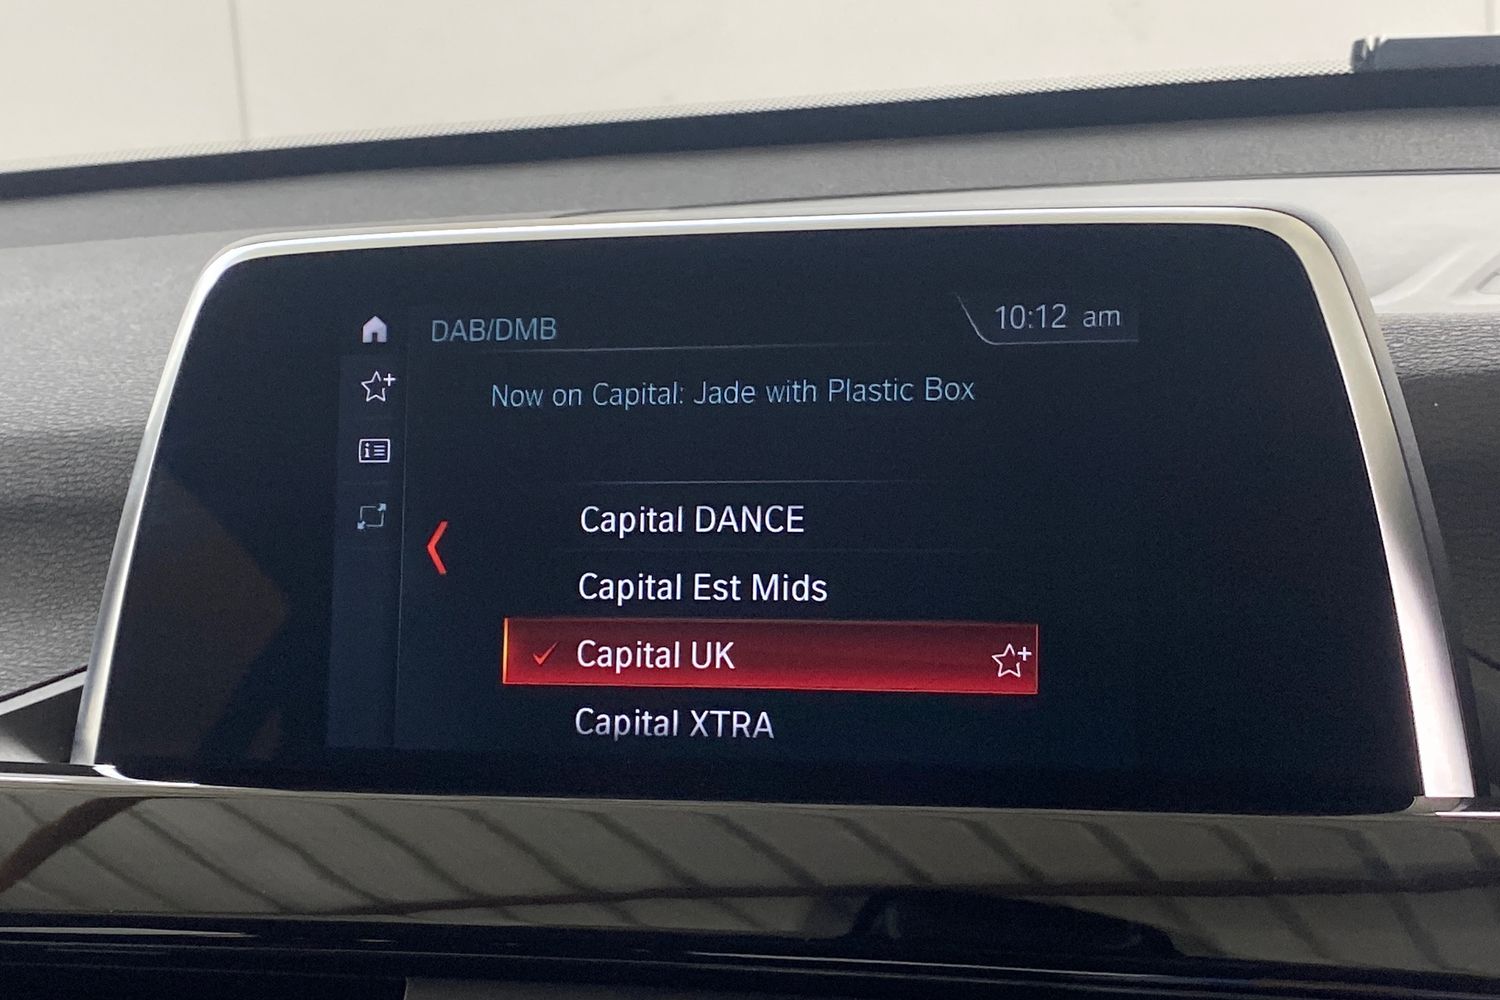 DAB/DMB
10:12 am
Now on Capital: Jade with Plastic Box
Capital DANCE
Capital Est Mids
Capital UK
Capital XTRA